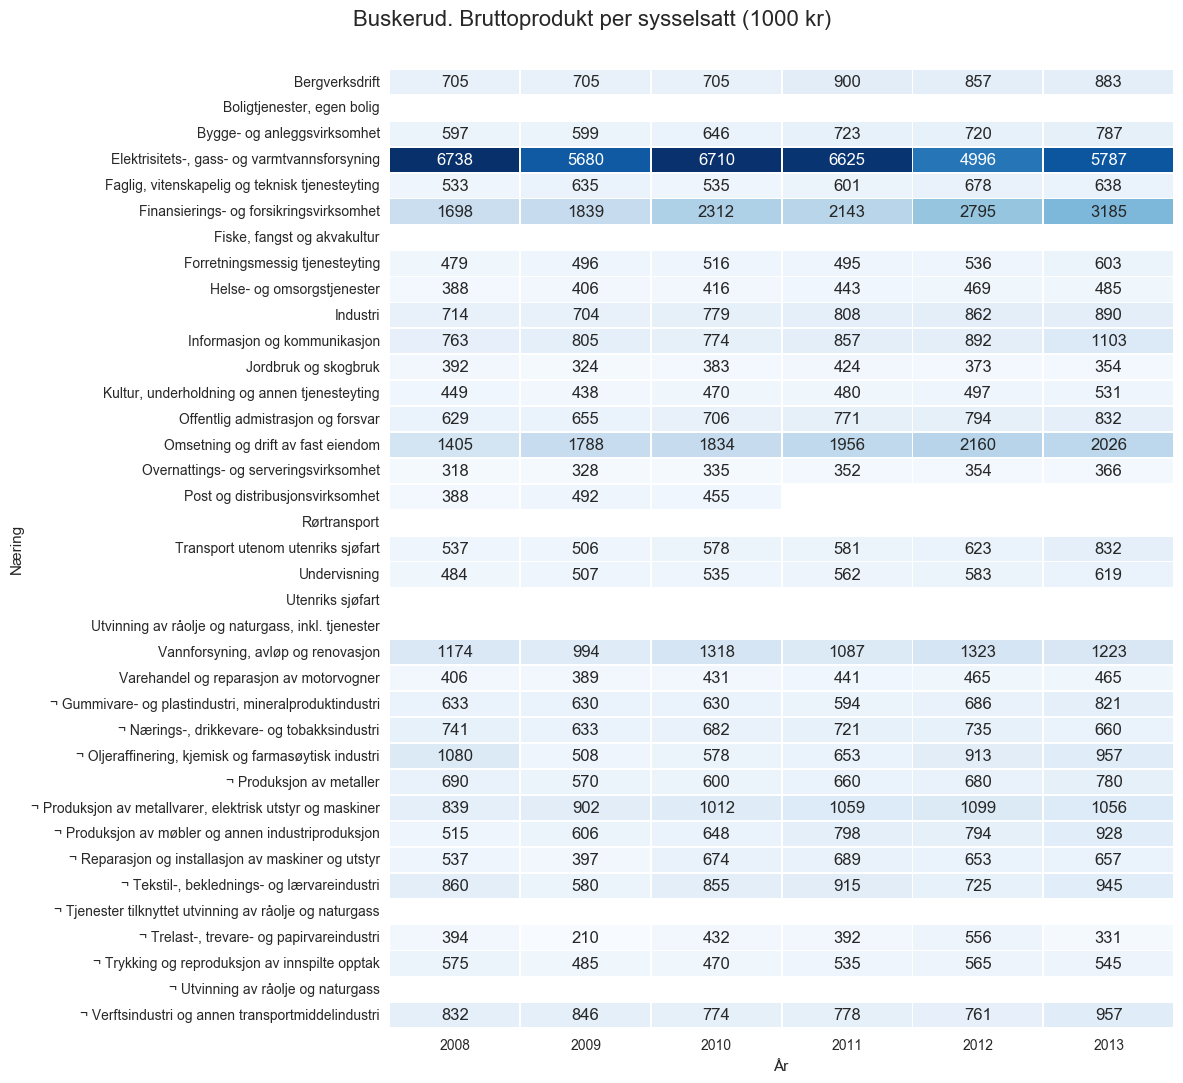 Buskerud. Bruttoprodukt per sysselsatt (1000 kr)
Bergverksdrift 705 705 705 900 857 883
Boligtjenester, egen bolig
Bygge- og anleggsvirksomhet 597 599 646 723 720 787
Elektrisitets-, gass- og varmtvannsforsyning 6738 5680 6710 6625 4996 5787
Faglig, vitenskapelig og teknisk tjenesteyting 533 635 535 601 678 638
Finansierings- og forsikringsvirksomhet 1698 1839 2312 2143 2795 3185
Fiske, fangst og akvakultur
Forretningsmessig tjenesteyting 479 496 516 495 536 603
Helse- og omsorgstjenester 388 406 416 443 469 485
Industri 714 704 779 808 862 890
Informasjon og kommunikasjon 763 805 774 857 892 1103
Jordbruk og skogbruk 392 324 383 424 373 354
Kultur, underholdning og annen tjenesteyting 449 438 470 480 497 531
Offentlig admistrasjon og forsvar 629 655 706 771 794 832
Omsetning og drift av fast eiendom 1405 1788 1834 1956 2160 2026
Overnattings- og serveringsvirksomhet 318 328 335 352 354 366
Post og distribusjonsvirksomhet 388 492 455
Rørtransport
Transport utenom utenriks sjøfart 537 506 578 581 623 832
Undervisning 484 507 535 562 583 619
Utenriks sjøfart
Utvinning av råolje og naturgass, inkl. tjenester
Vannforsyning, avløp og renovasjon 1174 994 1318 1087 1323 1223
Varehandel og reparasjon av motorvogner 406 389 431 441 465 465
¬ Gummivare- og plastindustri, mineralproduktindustri 633 630 630 594 686 821
¬ Nærings-, drikkevare- og tobakksindustri 741 633 682 721 735 660
¬ Oljeraffinering, kjemisk og farmasøytisk industri 1080 508 578 653 913 957
¬ Produksjon av metaller 690 570 600 660 680 780
¬ Produksjon av metallvarer, elektrisk utstyr og maskiner 839 902 1012 1059 1099 1056
¬ Produksjon av møbler og annen industriproduksjon 515 606 648 798 794 928
¬ Reparasjon og installasjon av maskiner og utstyr 537 397 674 689 653 657
¬ Tekstil-, beklednings- og lærvareindustri 860 580 855 915 725 945
¬ Tjenester tilknyttet utvinning av råolje og naturgass
¬ Trelast-, trevare- og papirvareindustri 394 210 432 392 556 331
¬ Trykking og reproduksjon av innspilte opptak 575 485 470 535 565 545
¬ Utvinning av råolje og naturgass
¬ Verftsindustri og annen transportmiddelindustri 832 846 774 778 761 957
2008 2009 2010 2011 2012 2013
År
Næring